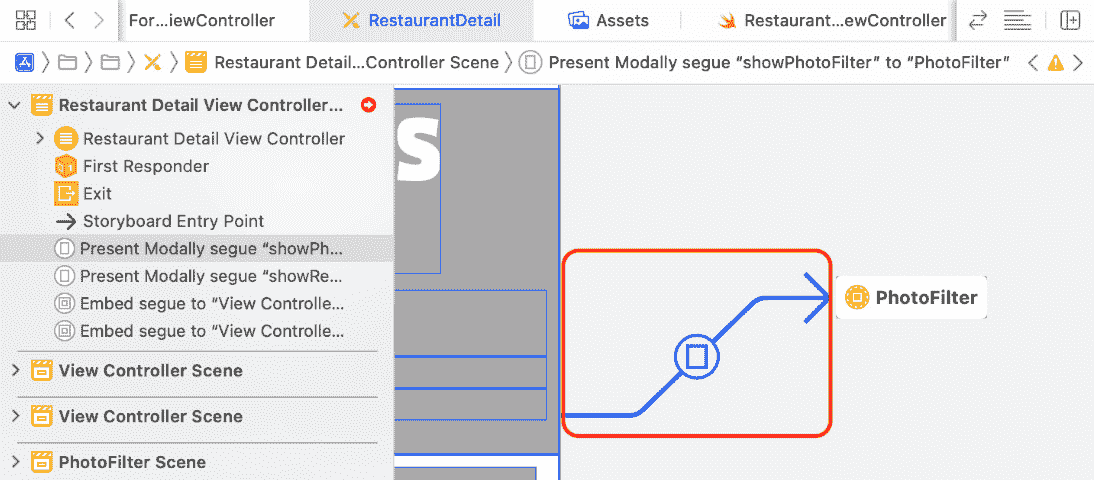 For...iewController
RestaurantDetail
Assets
Restaurant...ewController
Restaurant Detail...Controller Scene
Present Modally segue “showPhotoFilter” to “PhotoFilter”
Restaurant Detail View Controller...
Restaurant Detail View Controller
First Responder
Exit
Storyboard Entry Point
Present Modally segue “showPh...
Present Modally segue “showRe...
Embed segue to “View Controlle...
Embed segue to “View Controlle...
View Controller Scene
View Controller Scene
PhotoFilter Scene
S
PhotoFilter